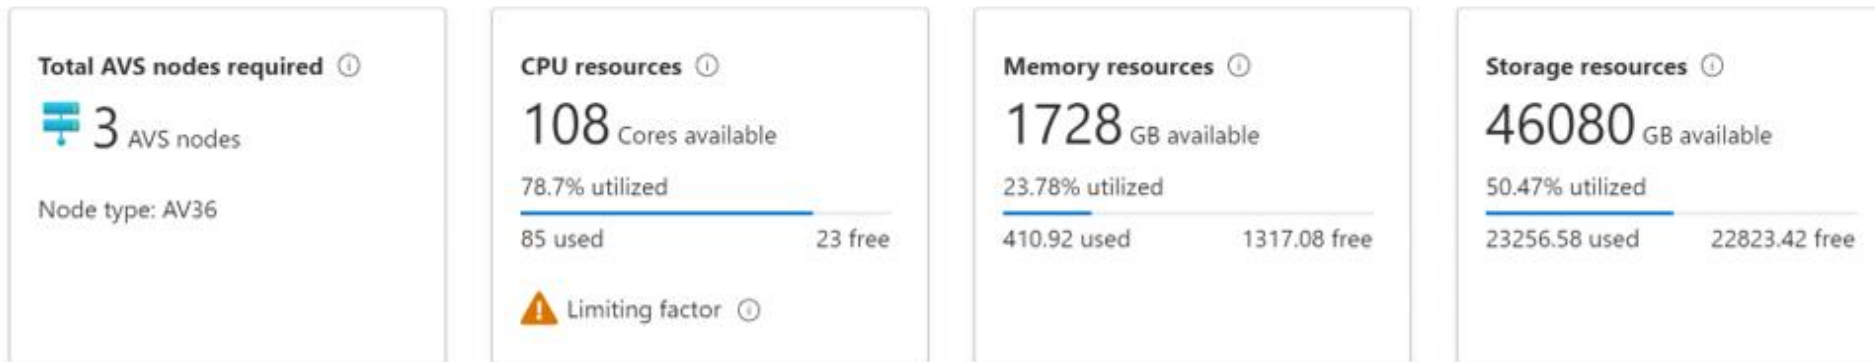 Total AVS nodes required
3 AVS nodes
Node type: AV36
CPU resources
108 Cores available
78.7% utilized
85 used 23 free
Limiting factor
Memory resources
1728 GB available
23.78% utilized
410.92 used 1317.08 free
Storage resources
46080 GB available
50.47% utilized
23256.58 used 22823.42 free